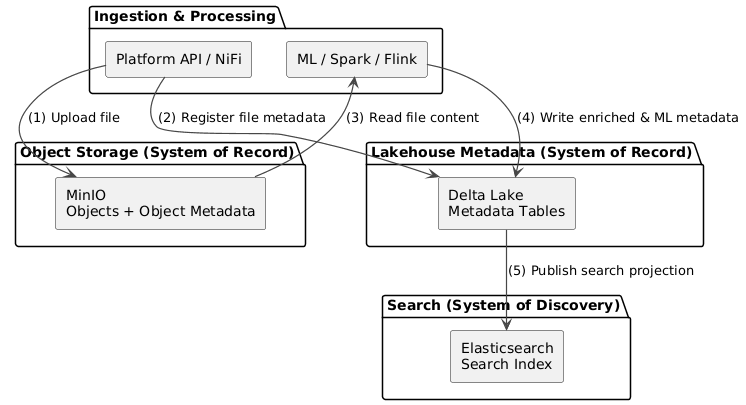 Ingestion & Processing
Platform API / NiFi
ML / Spark / Flink
(1) Upload file
(2) Register file metadata
(3) Read file content
(4) Write enriched & ML metadata
Object Storage (System of Record)
Lakehouse Metadata (System of Record)
MinIO
Objects + Object Metadata
Delta Lake
Metadata Tables
(5) Publish search projection
Search (System of Discovery)
Elasticsearch
Search Index